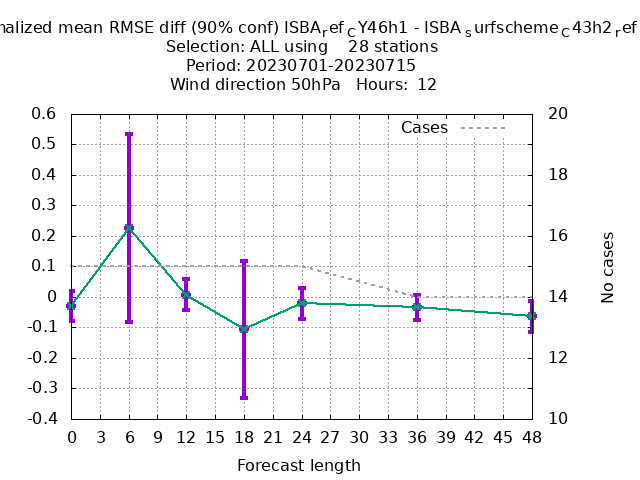 nalized mean RMSE diff (90% conf) ISBA_ref_CY46h1 - ISBA_surfscheme_C43h2_ref
Selection: ALL using 28 stations
Period: 20230701-20230715
Wind direction 50hPa Hours: 12
Cases
0.6
0.5
0.4
0.3
0.2
0.1
0
-0.1
-0.2
-0.3
-0.4
20
18
16
14
12
10
No cases
0 3 6 9 12 15 18 21 24 27 30 33 36 39 42 45 48
Forecast length